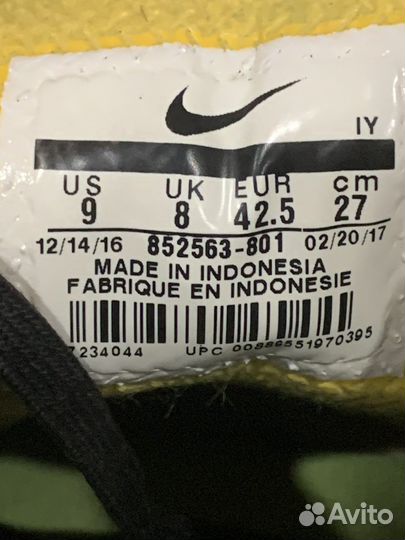 IY
US UK EUR cm
9 8 42.5 27
12/14/16 852563-801 02/20/17
MADE IN INDONESIA
FABRIQUE EN INDONESIE
7234044 UPC 00886551970395
Avito